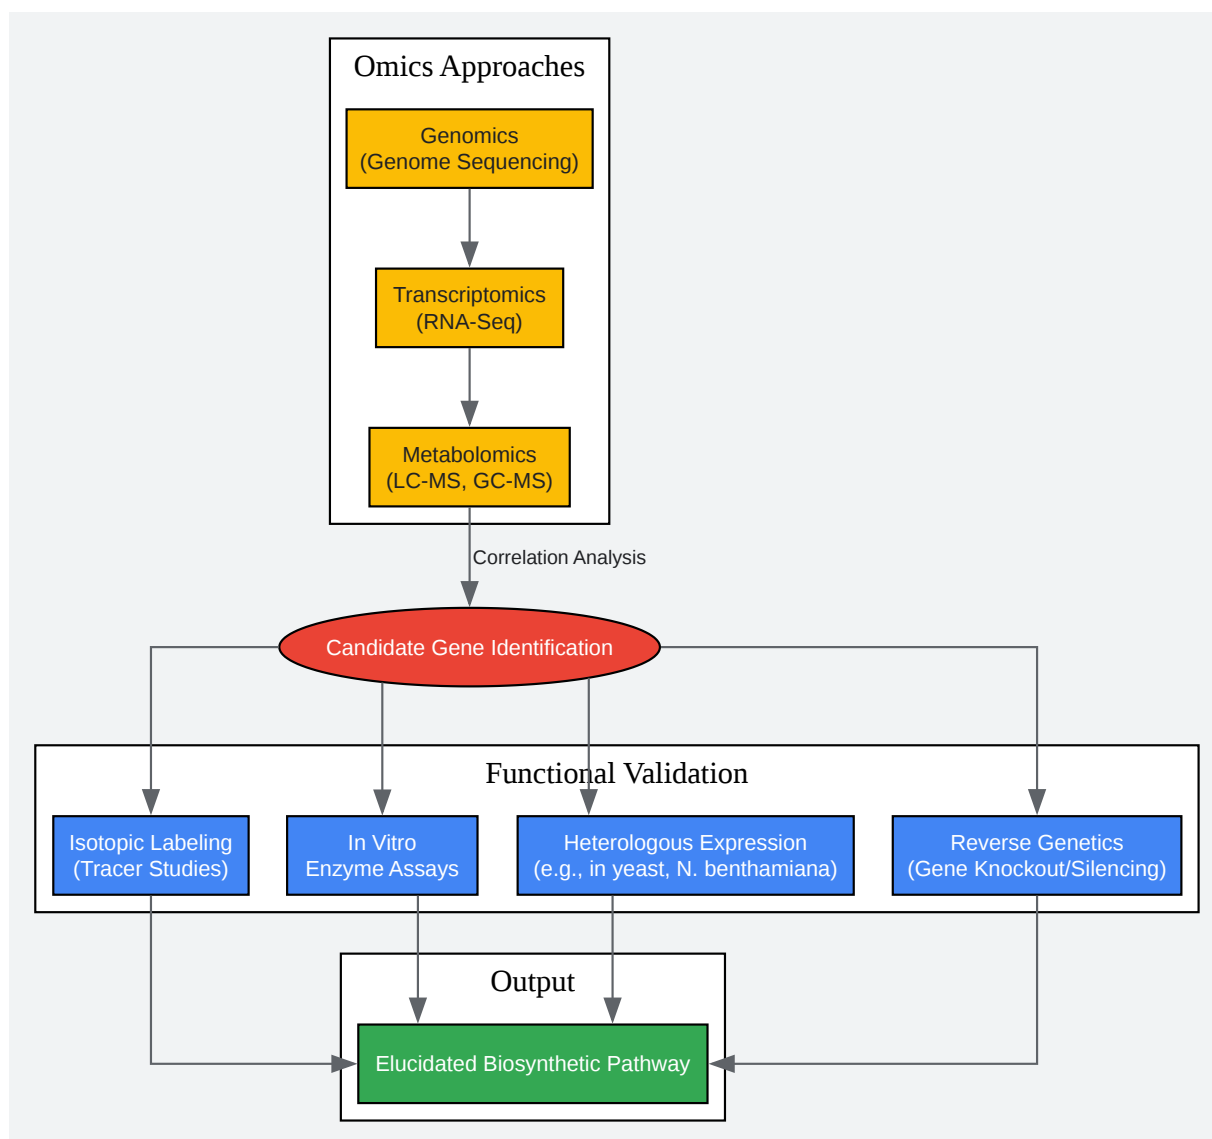 Omics Approaches
Genomics
(Genome Sequencing)
Transcriptomics
(RNA-Seq)
Metabolomics
(LC-MS, GC-MS)
Correlation Analysis
Candidate Gene Identification
Functional Validation
Isotopic Labeling
(Tracer Studies)
In Vitro
Enzyme Assays
Heterologous Expression
(e.g., in yeast, N. benthamiana)
Reverse Genetics
(Gene Knockout/Silencing)
Output
Elucidated Biosynthetic Pathway